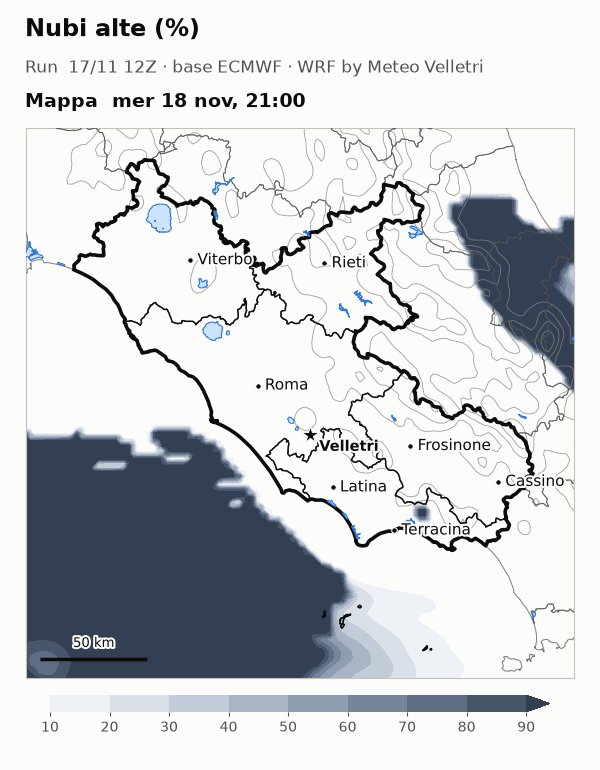 Nubi alte (%)
Run 17/11 12Z · base ECMWF · WRF by Meteo Velletri
Mappa mer 18 nov, 21:00
Viterbo
Rieti
Roma
Velletri
Frosinone
Cassino
Latina
Terracina
50 km
10 20 30 40 50 60 70 80 90